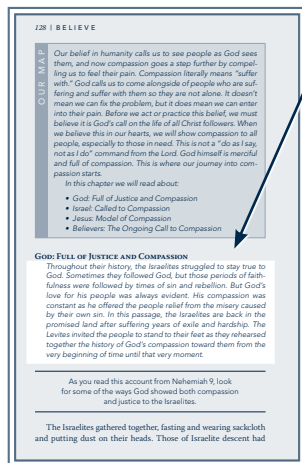 128 | BELIEVE
OUR MAP
Our belief in humanity calls us to see people as God sees
them, and now compassion goes a step further by compel-
ling us to feel their pain. Compassion literally means “suffer
with.” God calls us to come alongside people who are suf-
fering and suffer with them so they are not alone. It doesn’t
mean we can fix the problem, but it does mean we can enter
into their pain. Before we act or practice this belief, we must
believe it is God’s call on the life of all Christ followers. When
we believe this in our hearts, we will show compassion to all
people, especially to those in need. This is not a “do as I say,
not as I do” command from the Lord. God himself is merciful
and full of compassion. This is where our journey into com-
passion starts.
In this chapter we will read about:
• God: Full of Justice and Compassion
• Israel: Called to Compassion
• Jesus: Model of Compassion
• Believers: The Ongoing Call to Compassion
God: Full of Justice and Compassion
Throughout their history, the Israelites struggled to stay true to
God. Sometimes they followed God, but those periods of faith-
fulness were followed by times of sin and rebellion. But God’s
love for his people was always evident. His compassion was
constant as he offered the people relief from the misery caused
by their own sin. In this passage, the Israelites are back in the
promised land after suffering years of exile and hardship. The
Levites invited the people to stand to their feet as they rehearsed
together the history of God’s compassion toward them from the
very beginning of time until that very moment.
As you read this account from Nehemiah 9, look
for some of the ways God showed both compassion
and justice to the Israelites.
The Israelites gathered together, fasting and wearing sackcloth
and putting dust on their heads. Those of Israelite descent had